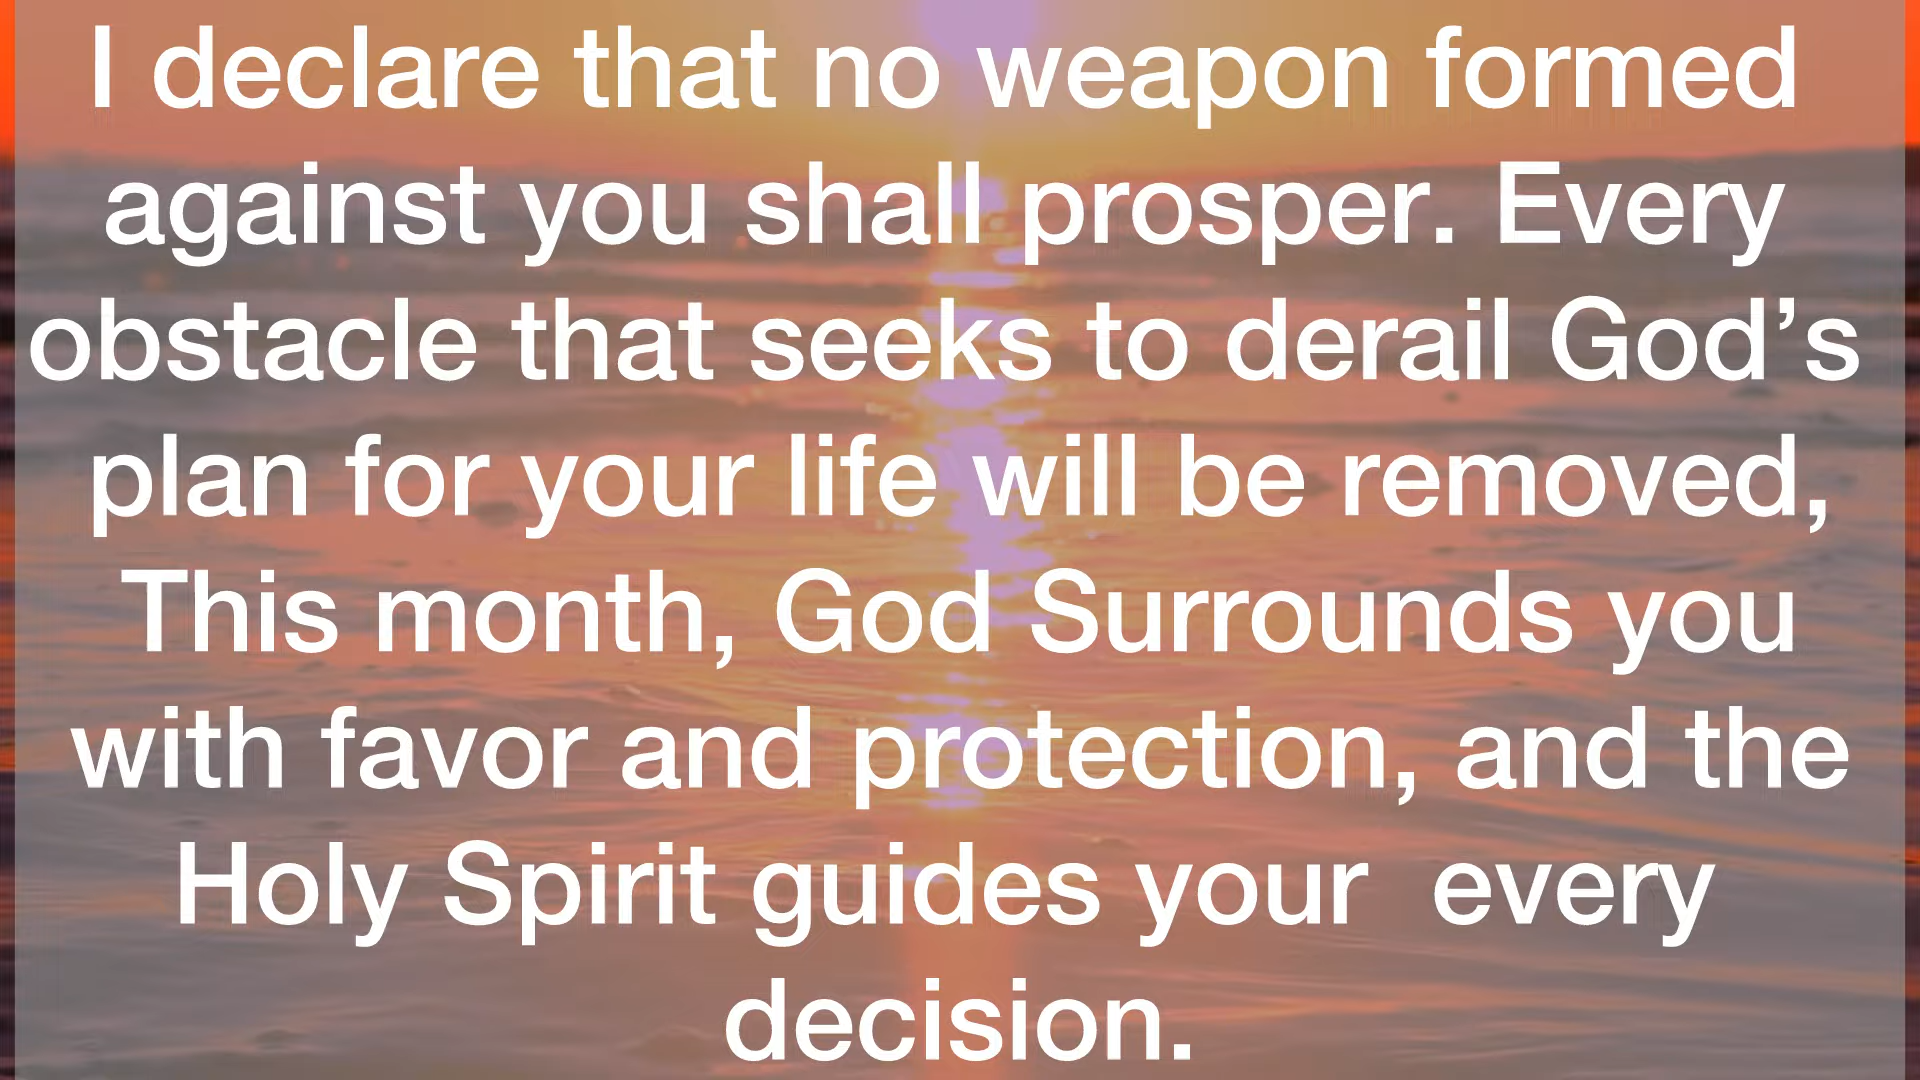 I declare that no weapon formed
against you shall prosper. Every
obstacle that seeks to derail God’s
plan for your life will be removed,
This month, God Surrounds you
with favor and protection, and the
Holy Spirit guides your  every
decision.